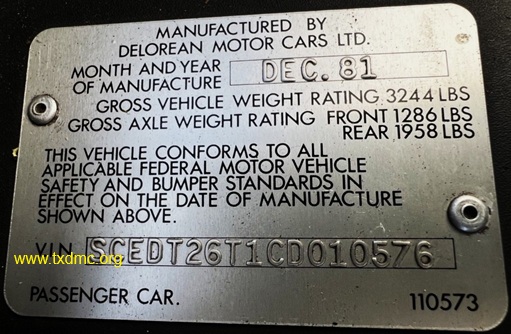 MANUFACTURED BY
DELOREAN MOTOR CARS LTD.
MONTH AND YEAR
OF MANUFACTURE DEC. 81
GROSS VEHICLE WEIGHT RATING 3244 LBS
GROSS AXLE WEIGHT RATING FRONT 1286 LBS
REAR 1958 LBS
THIS VEHICLE CONFORMS TO ALL
APPLICABLE FEDERAL MOTOR VEHICLE
SAFETY AND BUMPER STANDARDS IN
EFFECT ON THE DATE OF MANUFACTURE
SHOWN ABOVE.
V.I.N. SCEDT26T1CD010576
www.txdmc.org
PASSENGER CAR. 110573